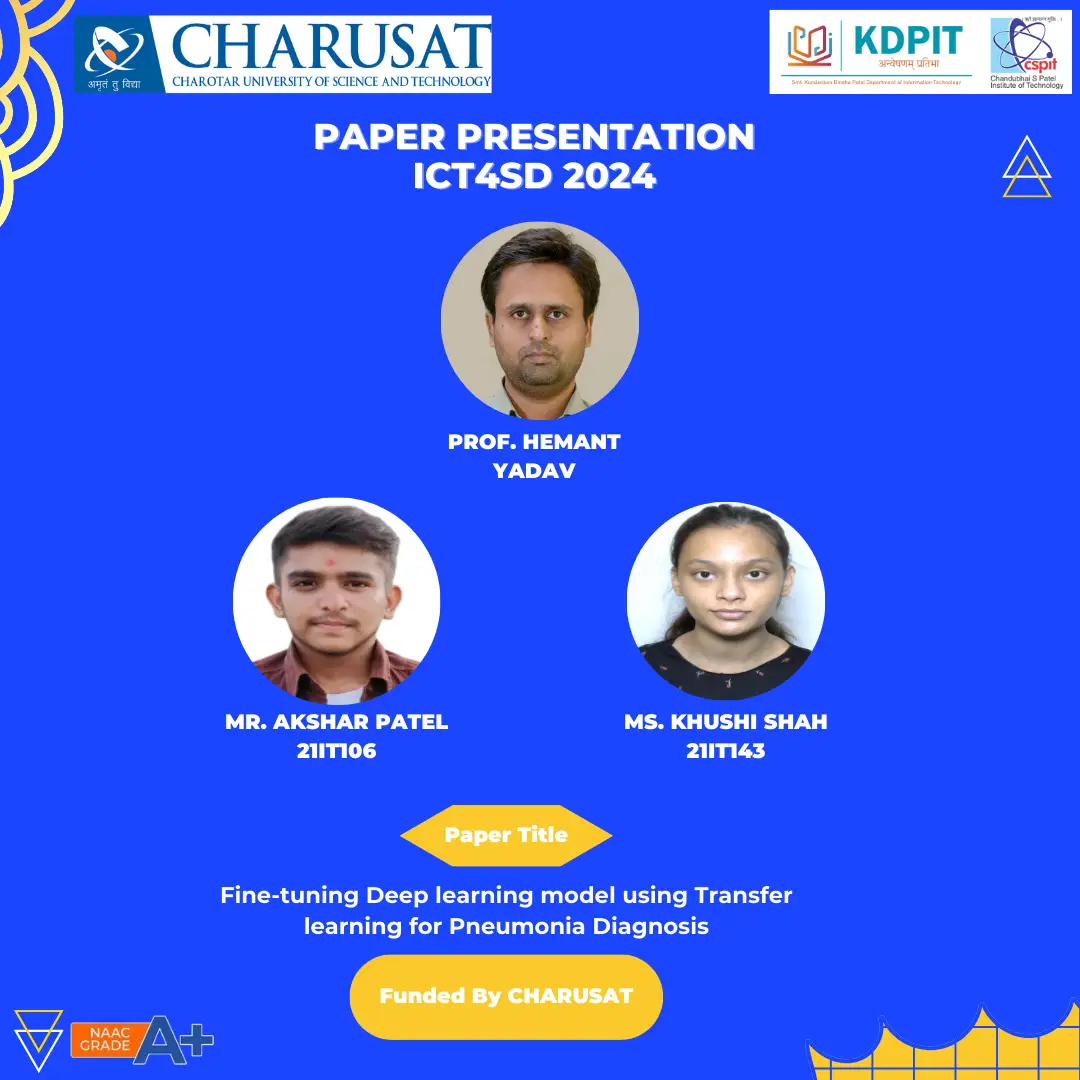 CHARUSAT
CHAROTAR UNIVERSITY OF SCIENCE AND TECHNOLOGY
अमृतं तु विद्या
KDPIT
अन्वेषणम् प्रतिभा
Smt. Kundanben Dinsha Patel Department of Information Technology
cspit
Chandubhai S Patel
Institute of Technology
PAPER PRESENTATION
ICT4SD 2024
PROF. HEMANT
YADAV
MR. AKSHAR PATEL
21IT106
MS. KHUSHI SHAH
21IT143
Paper Title
Fine-tuning Deep learning model using Transfer
learning for Pneumonia Diagnosis
Funded By CHARUSAT
NAAC
GRADE
A+